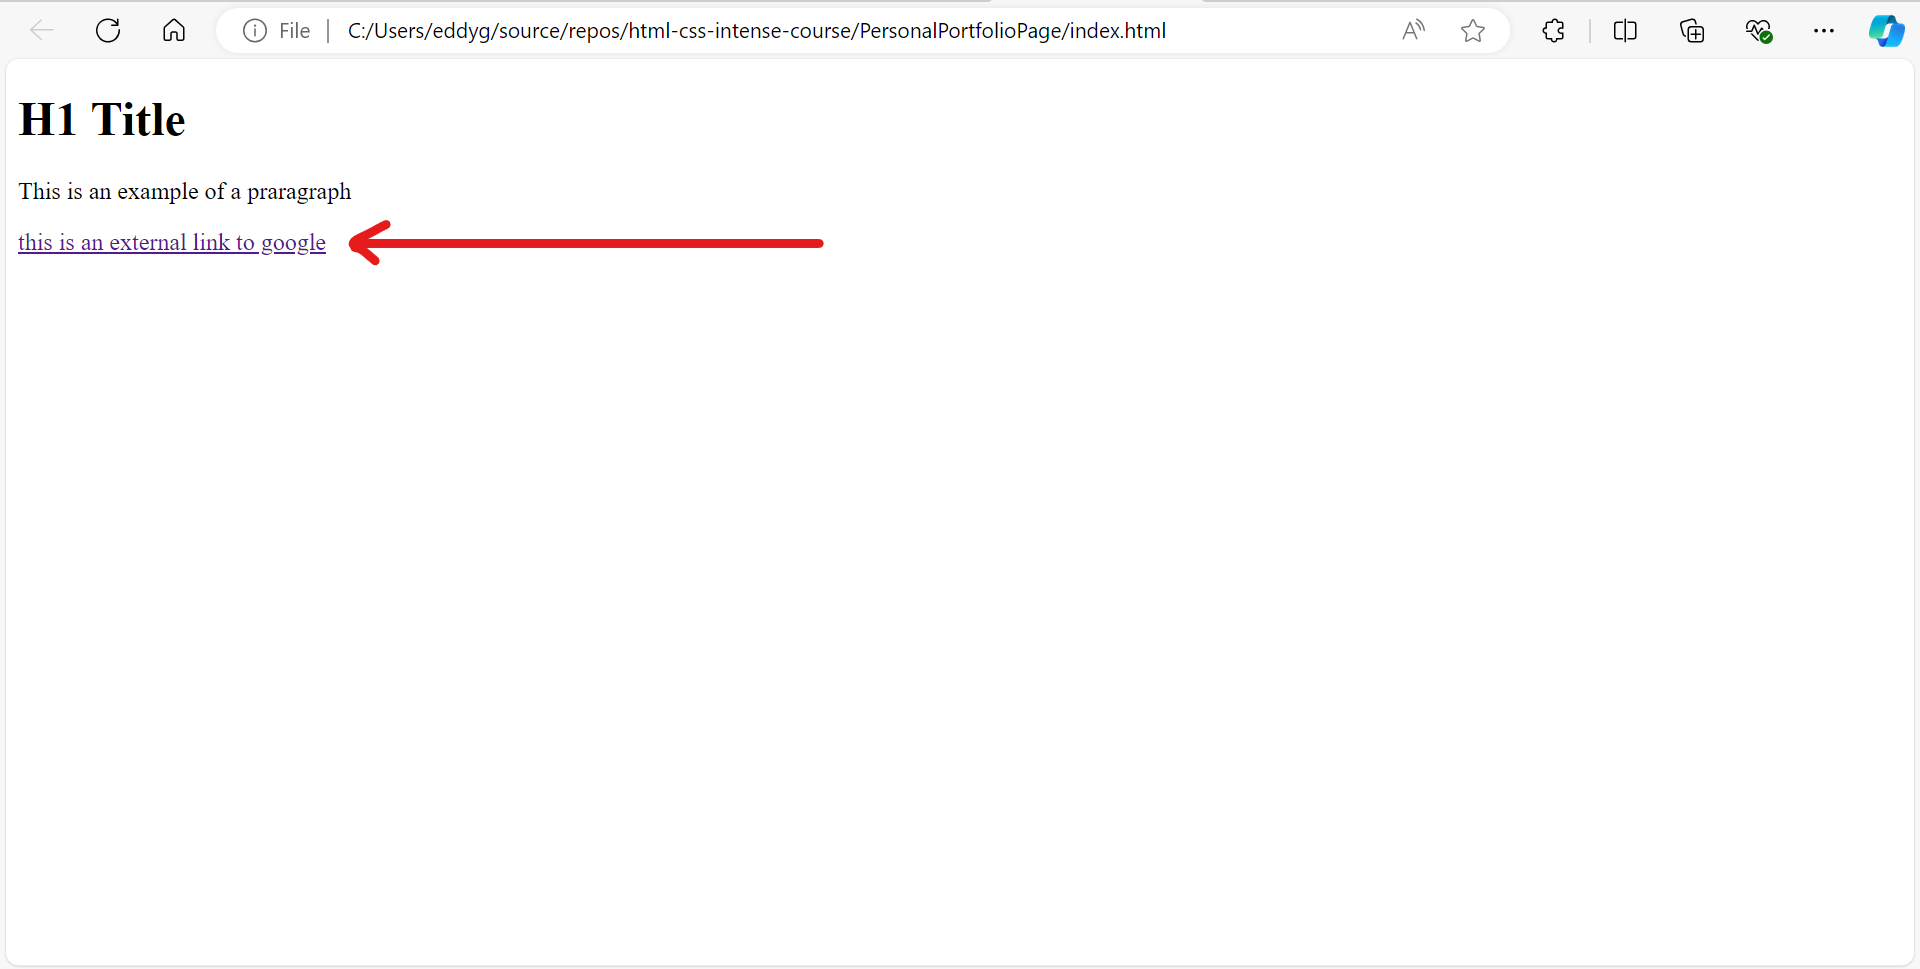 File | C:/Users/eddyg/source/repos/html-css-intense-course/PersonalPortfolioPage/index.html
H1 Title
This is an example of a praragraph
this is an external link to google